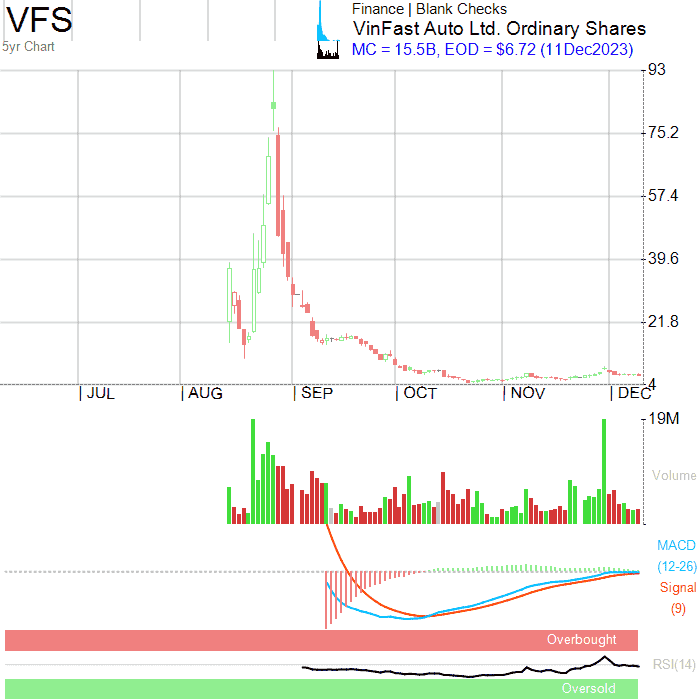 VFS
5yr Chart
Finance | Blank Checks
VinFast Auto Ltd. Ordinary Shares
MC = 15.5B, EOD = $6.72 (11Dec2023)
93
75.2
57.4
39.6
21.8
4
JUL AUG SEP OCT NOV DEC
19M
Volume
MACD
(12-26)
Signal
(9)
Overbought
RSI(14)
Oversold